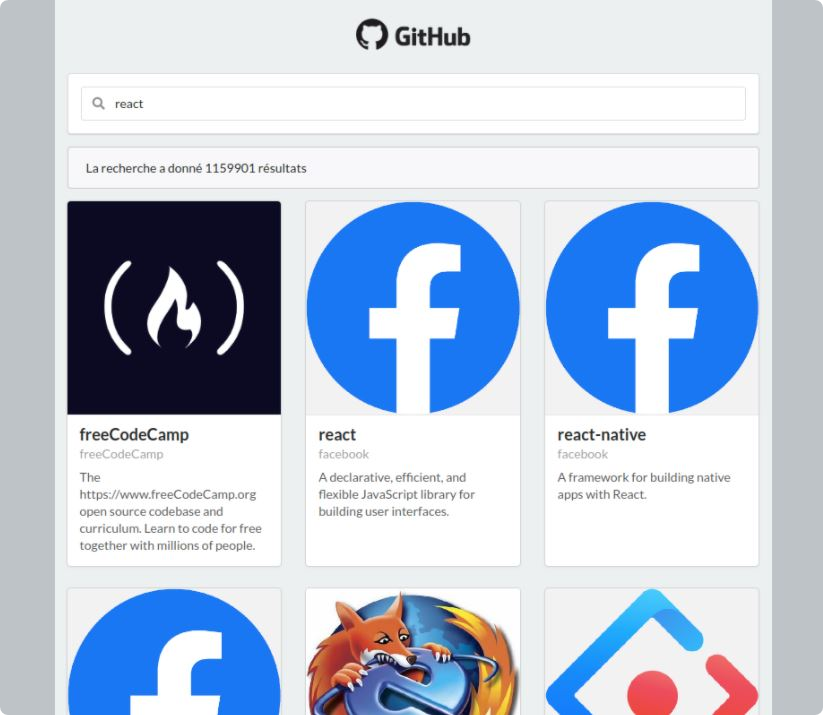 GitHub
react
La recherche a donné 1159901 résultats
freeCodeCamp
freeCodeCamp
The
https://www.freeCodeCamp.org
open source codebase and
curriculum. Learn to code for free
together with millions of people.
react
facebook
A declarative, efficient, and
flexible JavaScript library for
building user interfaces.
react-native
facebook
A framework for building native
apps with React.